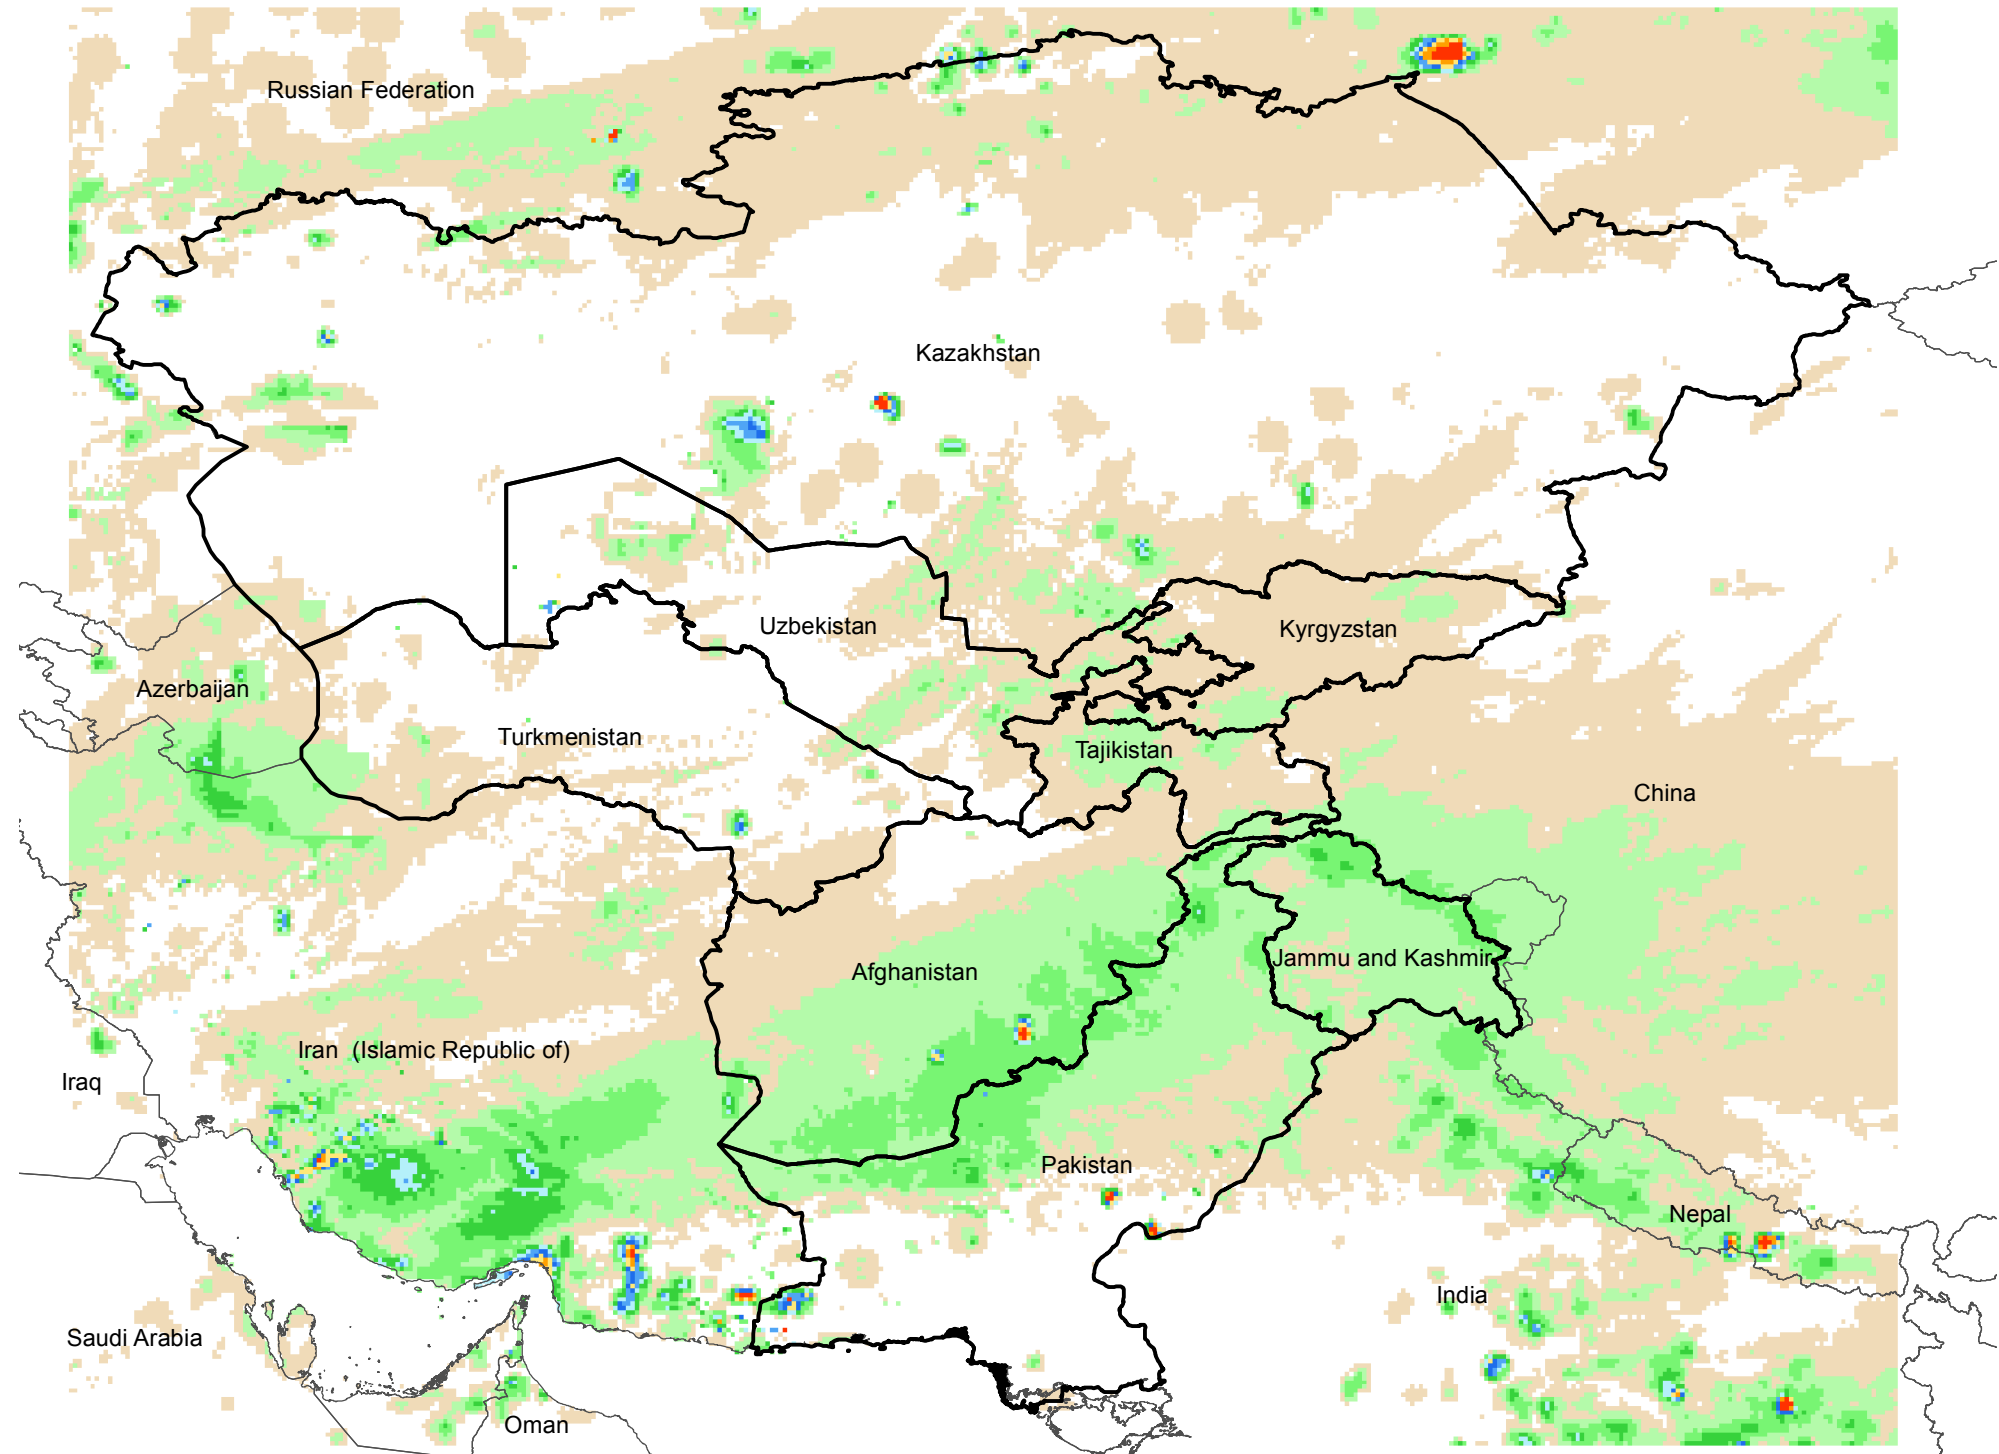 Russian Federation
Kazakhstan
Uzbekistan
Kyrgyzstan
Azerbaijan
Turkmenistan
Tajikistan
China
Jammu and Kashmir
Afghanistan
Iran  (Islamic Republic of)
Iraq
Pakistan
Nepal
India
Saudi Arabia
Oman